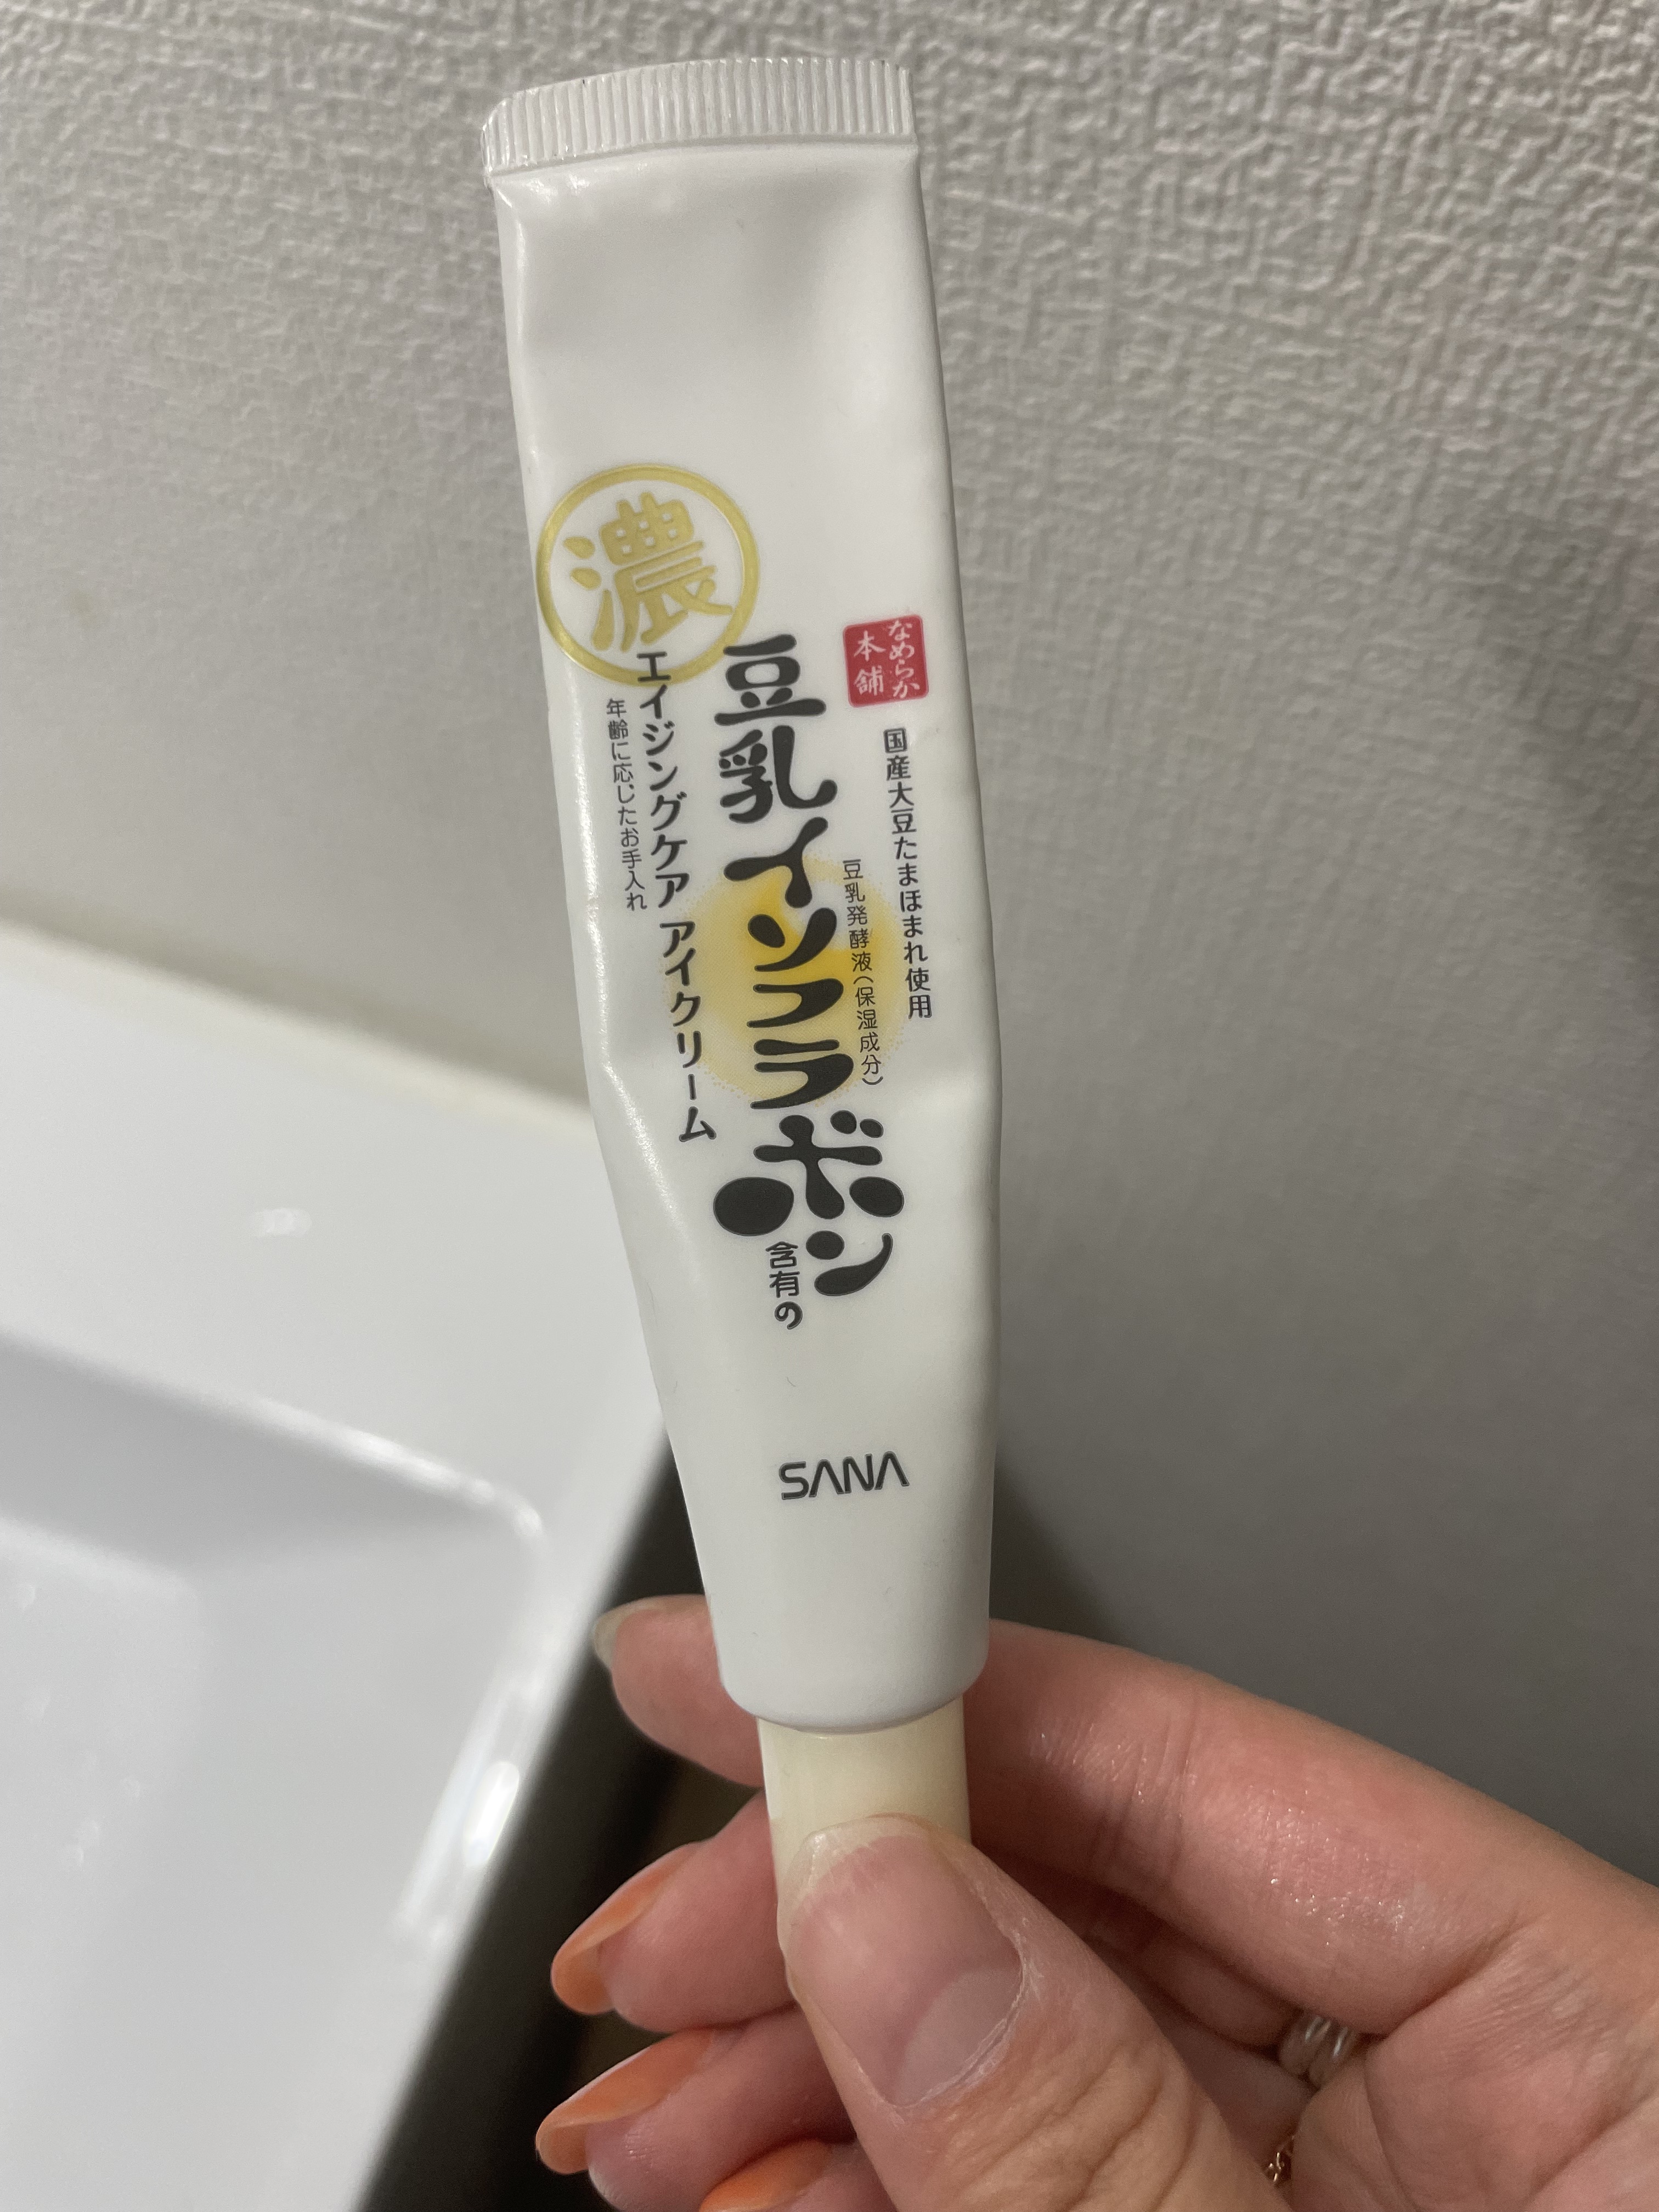 なめらか
本舗
国産大豆たまほまれ使用
豆乳発酵液(保湿成分)
豆乳イソフラボン
含有の
濃
エイジングケア アイクリーム
年齢に応じたお手入れ
SANA